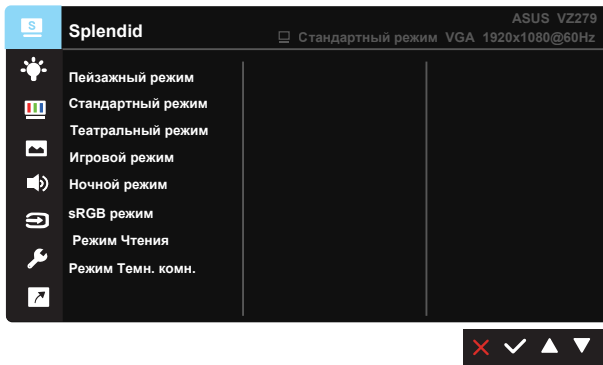 S
Splendid
ASUS VZ279
Стандартный режим VGA 1920x1080@60Hz
Пейзажный режим
Стандартный режим
Театральный режим
Игровой режим
Ночной режим
sRGB режим
Режим Чтения
Режим Темн. комн.